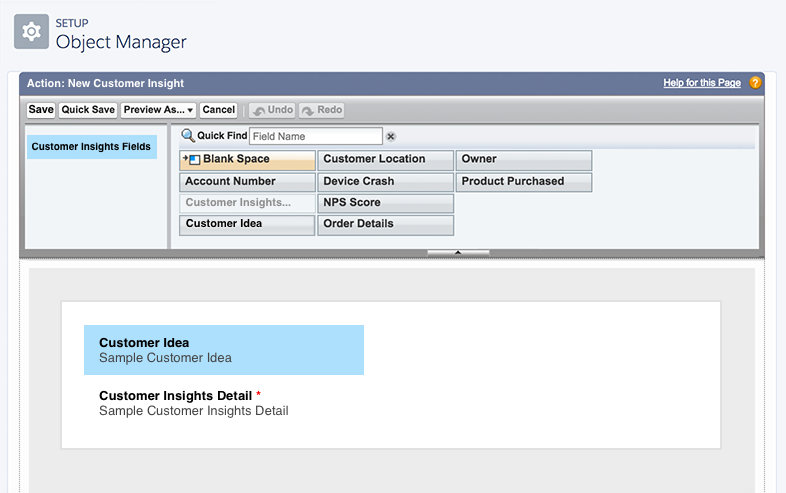 SETUP
Object Manager
Action: New Customer Insight
Help for this Page ?
Save Quick Save Preview As... Cancel Undo Redo
Customer Insights Fields
Quick Find Field Name
Blank Space Customer Location Owner
Account Number Device Crash Product Purchased
Customer Insights... NPS Score
Customer Idea Order Details
Customer Idea
Sample Customer Idea
Customer Insights Detail *
Sample Customer Insights Detail